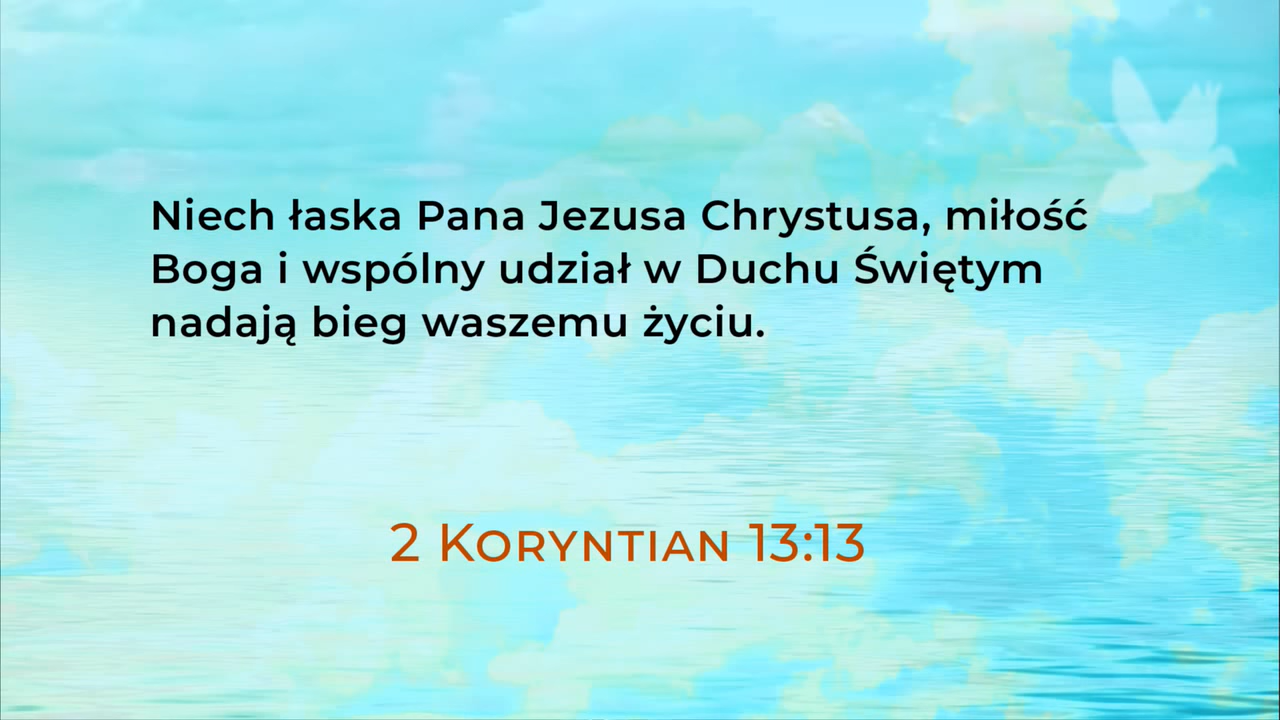 Niech łaska Pana Jezusa Chrystusa, miłość
Boga i wspólny udział w Duchu Świętym
nadają bieg waszemu życiu.
2 Koryntian 13:13